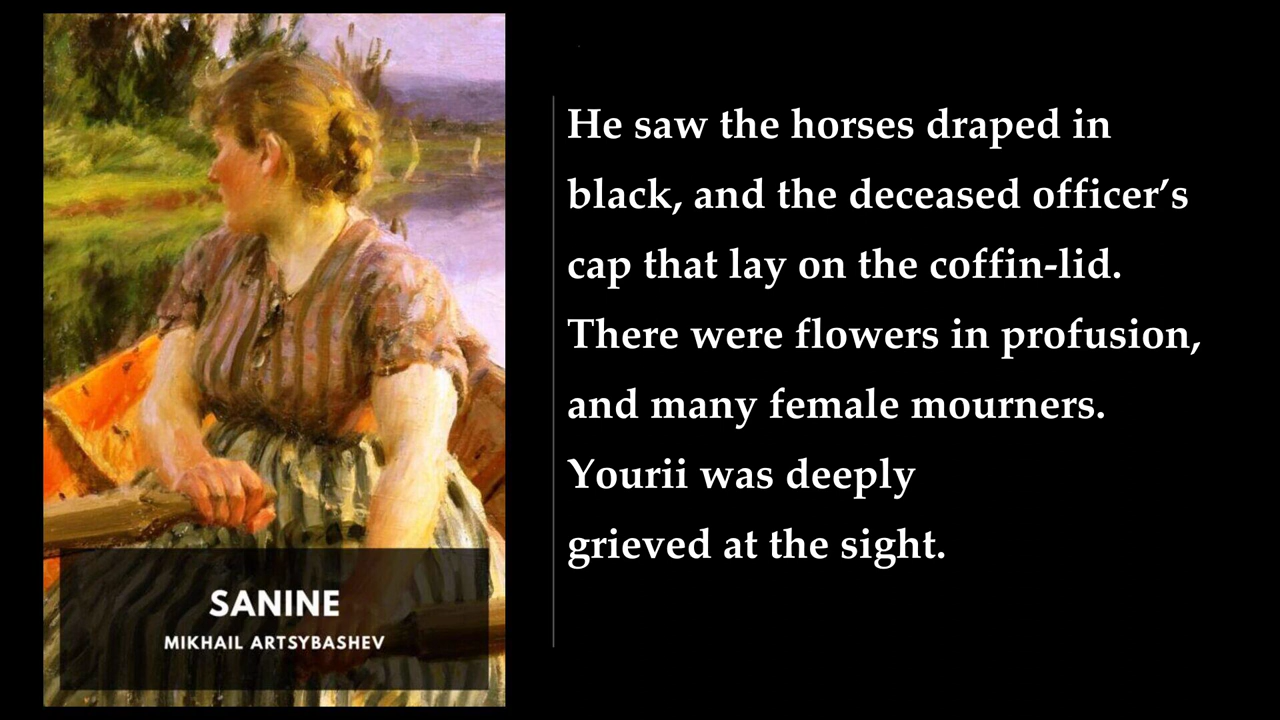 SANINE
MIKHAIL ARTSYBASHEV
He saw the horses draped in
black, and the deceased officer’s
cap that lay on the coffin-lid.
There were flowers in profusion,
and many female mourners.
Yourii was deeply
grieved at the sight.